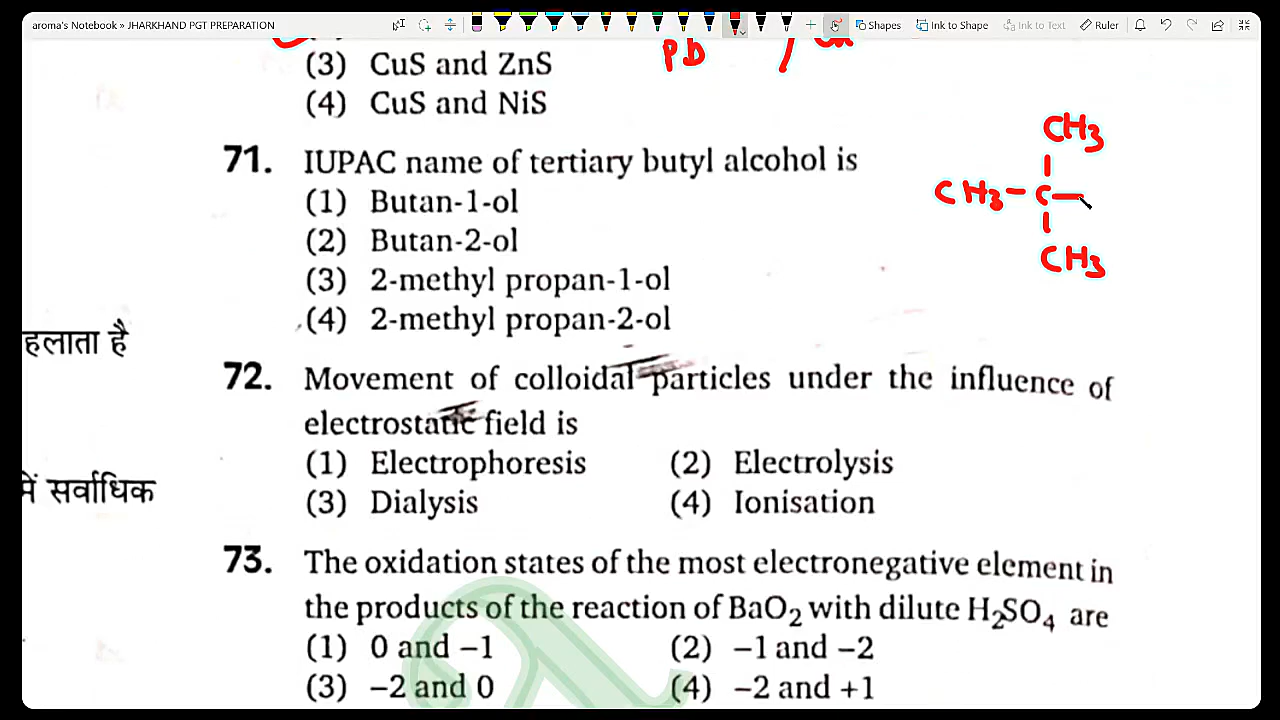 aroma's Notebook » JHARKHAND PGT PREPARATION
Shapes Ink to Shape Ink to Text Ruler
Pb
(3) CuS and ZnS
(4) CuS and NiS
71. IUPAC name of tertiary butyl alcohol is
(1) Butan-1-ol
(2) Butan-2-ol
(3) 2-methyl propan-1-ol
(4) 2-methyl propan-2-ol
CH3
CH3-C-
CH3
हलाता है
72. Movement of colloidal particles under the influence of
electrostatic field is
(1) Electrophoresis (2) Electrolysis
(3) Dialysis (4) Ionisation
में सर्वाधिक
73. The oxidation states of the most electronegative element in
the products of the reaction of BaO2 with dilute H2SO4 are
(1) 0 and –1 (2) –1 and –2
(3) –2 and 0 (4) –2 and +1